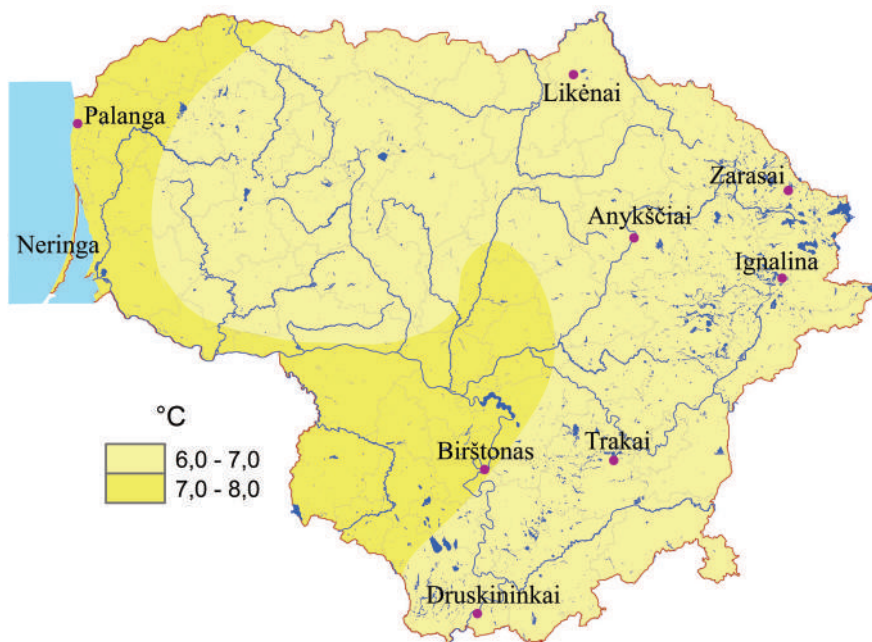 Likėnai
Palanga
Zarasai
Anykščiai
Neringa
Ignalina
°C
6,0 - 7,0
7,0 - 8,0
Birštonas
Trakai
Druskininkai